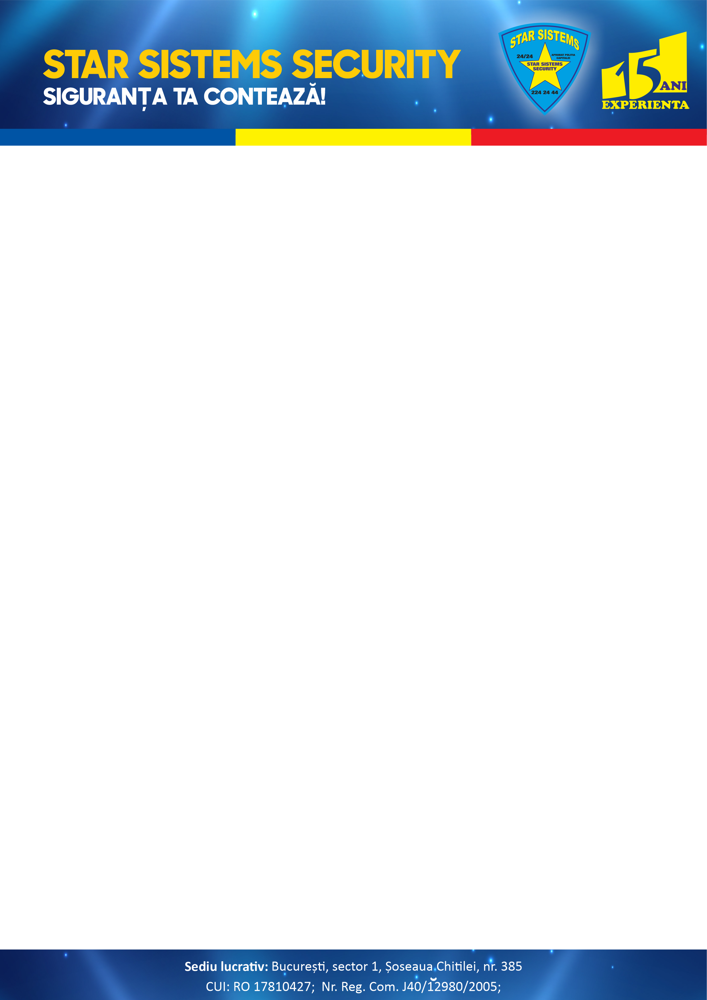 STAR SISTEMS SECURITY
SIGURANȚA TA CONTEAZĂ!
STAR SISTEMS
24/24
APROBAT POLITIA
CAPITALEI
STAR SISTEMS
SECURITY
224 24 44
15 ANI
EXPERIENTA
Sediu lucrativ: București, sector 1, Șoseaua Chitilei, nr. 385
CUI: RO 17810427; Nr. Reg. Com. J40/12980/2005;